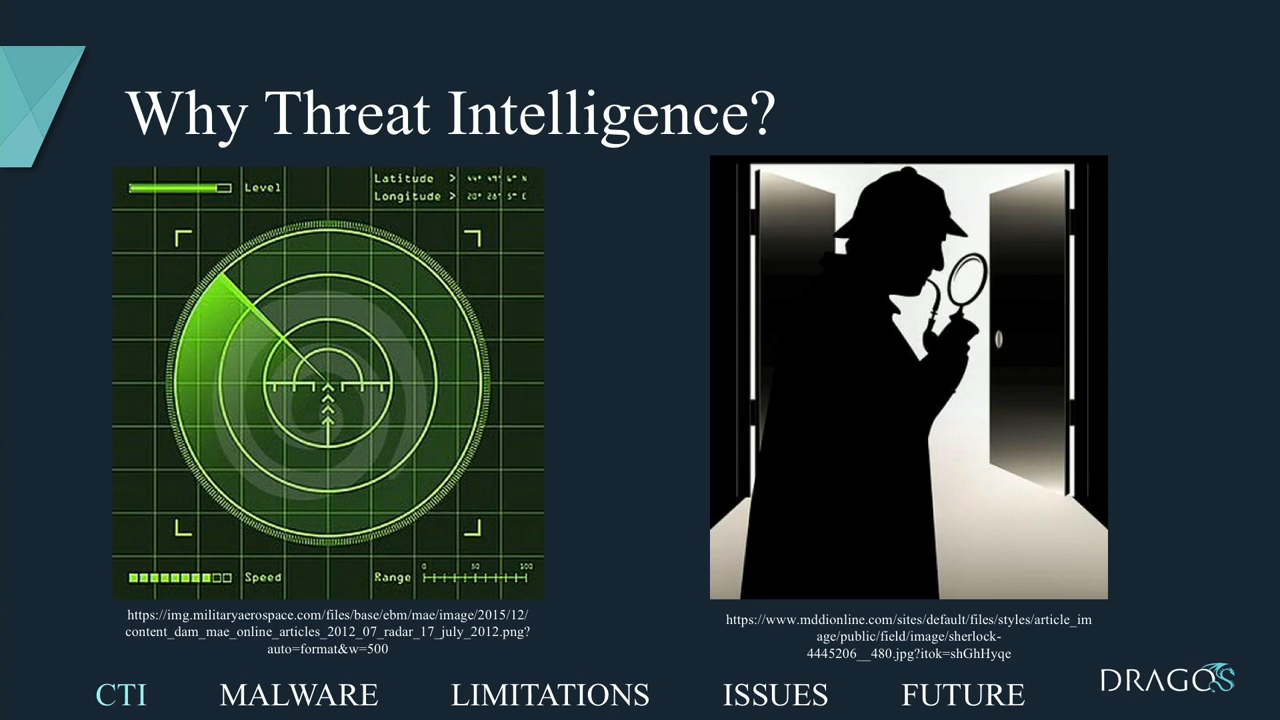 Why Threat Intelligence?
Level
Latitude >
Longitude >
Speed
Range
0 50 100
https://img.militaryaerospace.com/files/base/ebm/mae/image/2015/12/
content_dam_mae_online_articles_2012_07_radar_17_july_2012.png?
auto=format&w=500
https://www.mddionline.com/sites/default/files/styles/article_im
age/public/field/image/sherlock-
4445206__480.jpg?itok=shGhHyqe
CTI MALWARE LIMITATIONS ISSUES FUTURE
DRAGOS